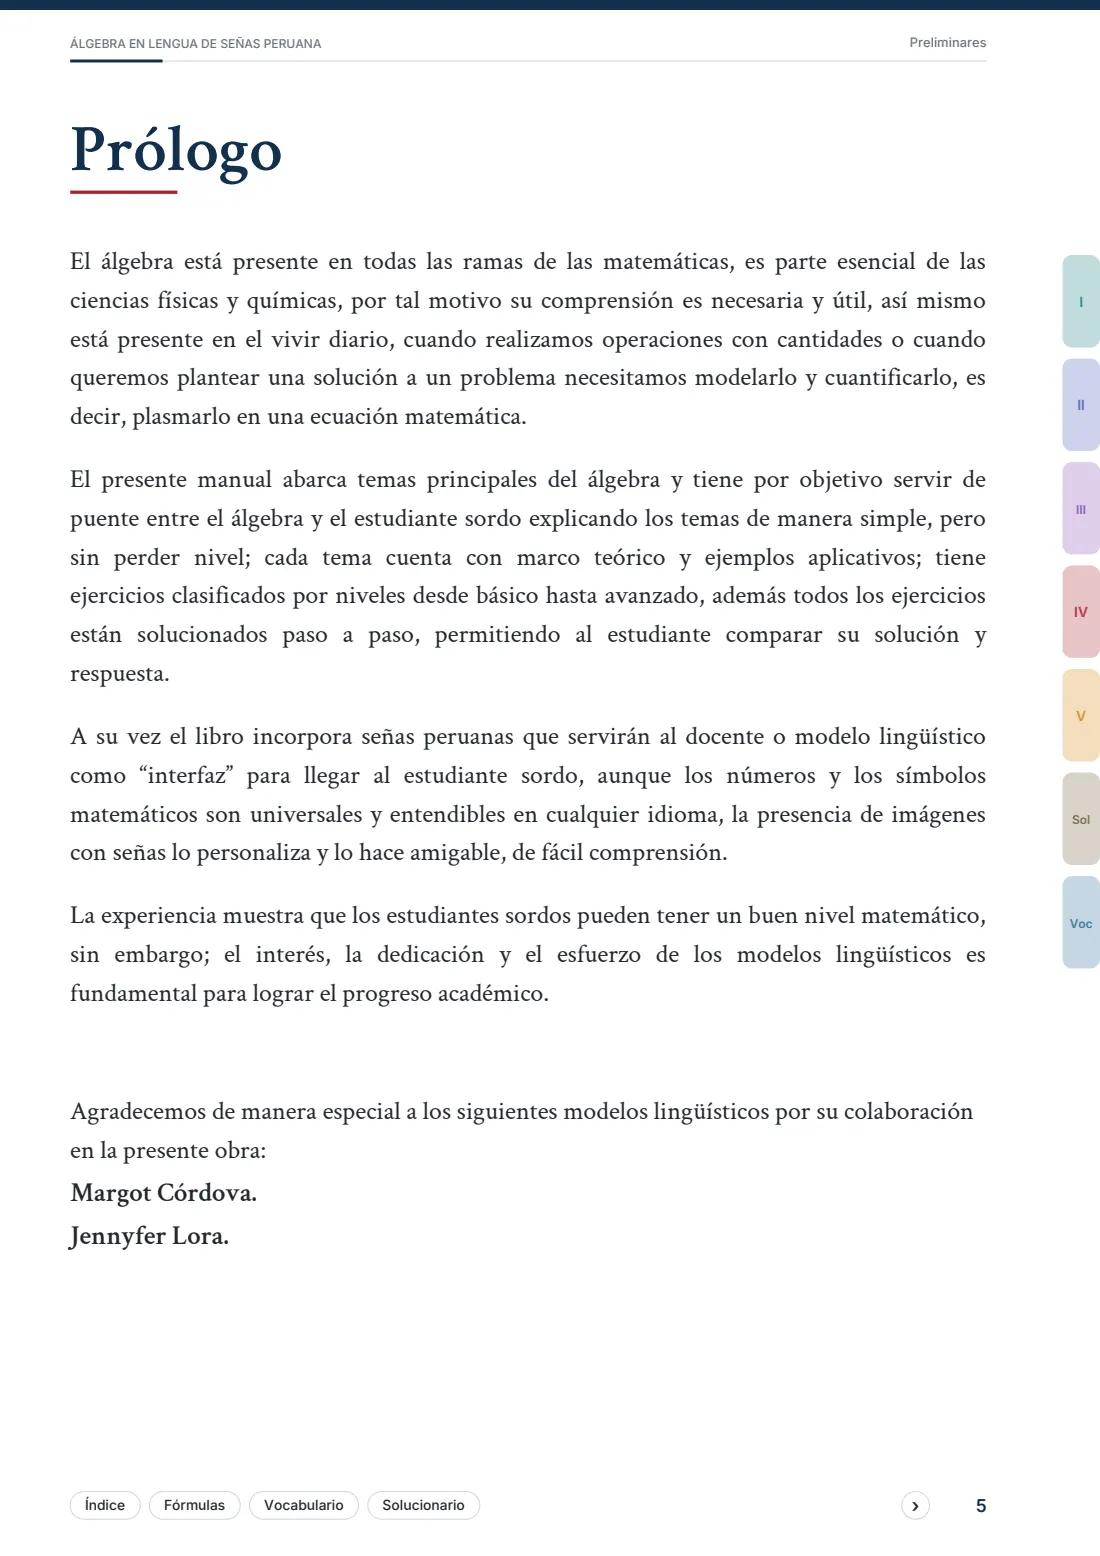 ÁLGEBRA EN LENGUA DE SEÑAS PERUANA
Preliminares
Prólogo
El álgebra está presente en todas las ramas de las matemáticas, es parte esencial de las
ciencias físicas y químicas, por tal motivo su comprensión es necesaria y útil, así mismo
está presente en el vivir diario, cuando realizamos operaciones con cantidades o cuando
queremos plantear una solución a un problema necesitamos modelarlo y cuantificarlo, es
decir, plasmarlo en una ecuación matemática.
El presente manual abarca temas principales del álgebra y tiene por objetivo servir de
puente entre el álgebra y el estudiante sordo explicando los temas de manera simple, pero
sin perder nivel; cada tema cuenta con marco teórico y ejemplos aplicativos; tiene
ejercicios clasificados por niveles desde básico hasta avanzado, además todos los ejercicios
están solucionados paso a paso, permitiendo al estudiante comparar su solución y
respuesta.
A su vez el libro incorpora señas peruanas que servirán al docente o modelo lingüístico
como “interfaz” para llegar al estudiante sordo, aunque los números y los símbolos
matemáticos son universales y entendibles en cualquier idioma, la presencia de imágenes
con señas lo personaliza y lo hace amigable, de fácil comprensión.
La experiencia muestra que los estudiantes sordos pueden tener un buen nivel matemático,
sin embargo; el interés, la dedicación y el esfuerzo de los modelos lingüísticos es
fundamental para lograr el progreso académico.
Agradecemos de manera especial a los siguientes modelos lingüísticos por su colaboración
en la presente obra:
Margot Córdova.
Jennyfer Lora.
I
II
III
IV
V
Sol
Voc
Índice
Fórmulas
Vocabulario
Solucionario
›
5